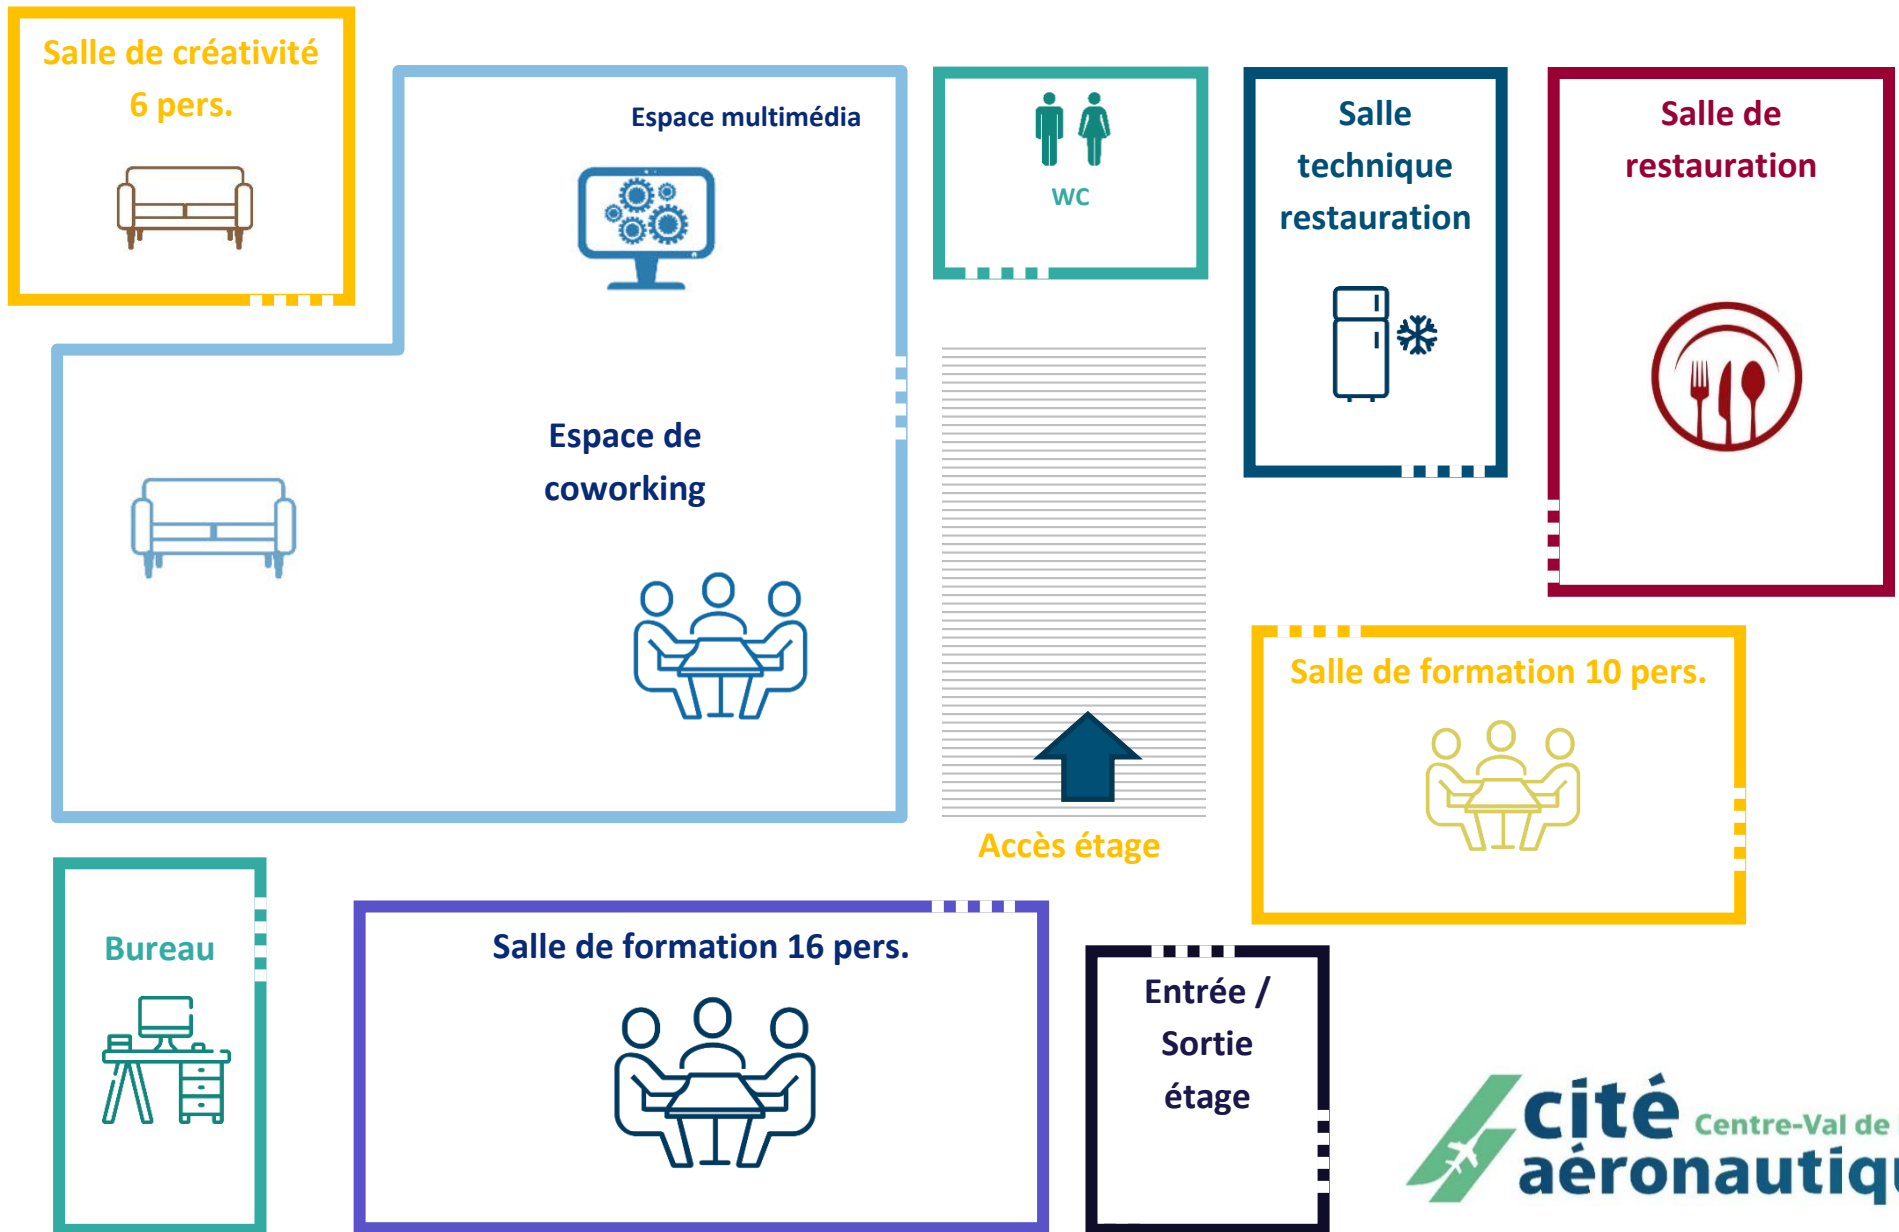 Salle de créativité
6 pers.
Espace multimédia
WC
Salle
technique
restauration
Salle de
restauration
Espace de
coworking
Salle de formation 10 pers.
Accès étage
Bureau
Salle de formation 16 pers.
Entrée /
Sortie
étage
cité Centre-Val de
aéronautiqu